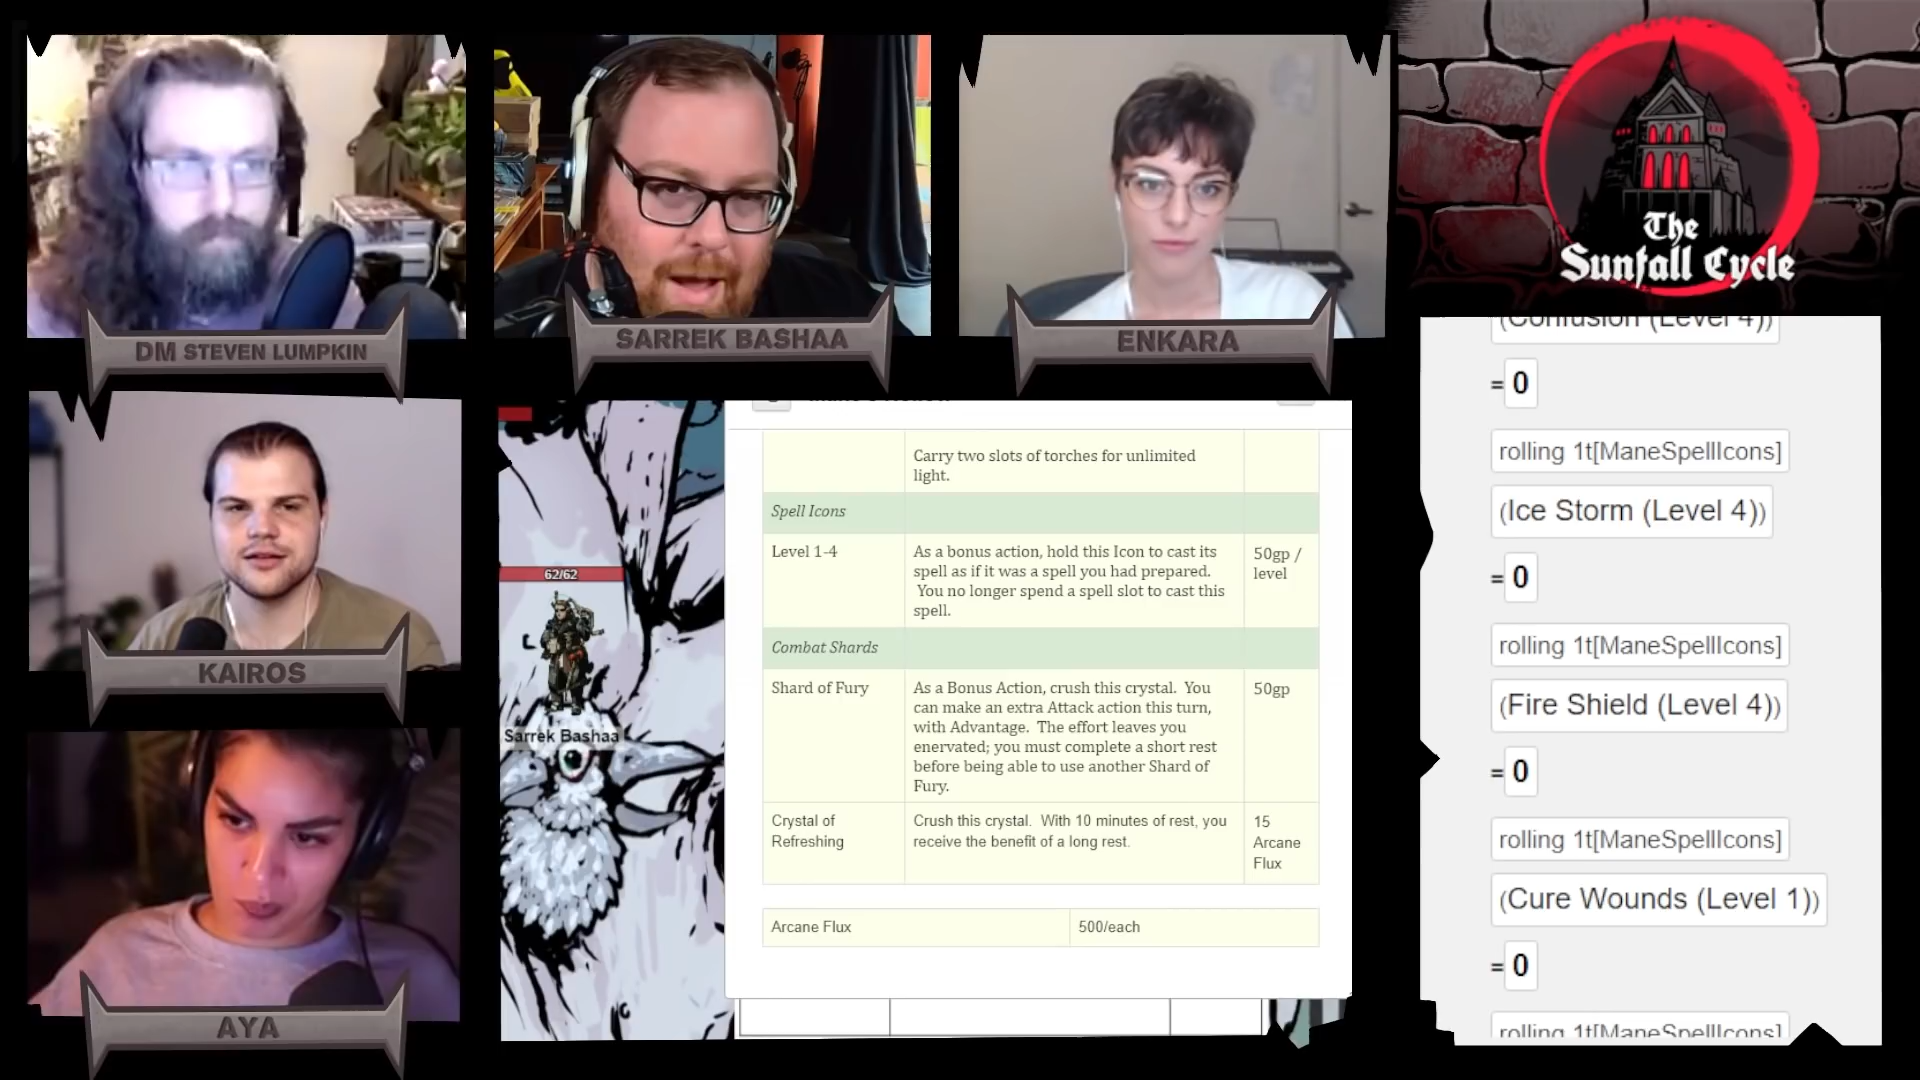 DM STEVEN LUMPKIN
SARREK BASHAA
ENKARA
The
Sunfall Cycle
KAIROS
AYA
62/62
Sarrek Bashaa
Carry two slots of torches for unlimited
light.
Spell Icons
Level 1-4
As a bonus action, hold this Icon to cast its
spell as if it was a spell you had prepared.
You no longer spend a spell slot to cast this
spell.
50gp /
level
Combat Shards
Shard of Fury
As a Bonus Action, crush this crystal. You
can make an extra Attack action this turn,
with Advantage. The effort leaves you
enervated; you must complete a short rest
before being able to use another Shard of
Fury.
50gp
Crystal of
Refreshing
Crush this crystal. With 10 minutes of rest, you
receive the benefit of a long rest.
15
Arcane
Flux
Arcane Flux
500/each
(Confusion (Level 4))
= 0
rolling 1t[ManeSpellIcons]
(Ice Storm (Level 4))
= 0
rolling 1t[ManeSpellIcons]
(Fire Shield (Level 4))
= 0
rolling 1t[ManeSpellIcons]
(Cure Wounds (Level 1))
= 0
rolling 1t[ManeSpellIcons]